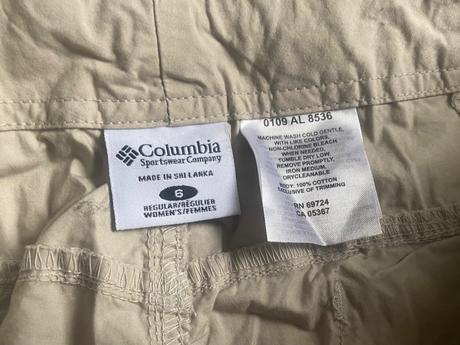 Columbia
Sportswear Company
MADE IN SRI LANKA
6
REGULAR/RÉGULIER
WOMEN'S/FEMMES
0109 AL 8536
MACHINE WASH COLD GENTLE,
WITH LIKE COLORS,
NON-CHLORINE BLEACH
WHEN NEEDED,
TUMBLE DRY LOW,
REMOVE PROMPTLY,
IRON MEDIUM,
DRYCLEANABLE
BODY: 100% COTTON
EXCLUSIVE OF TRIMMING
RN 69724
CA 05367